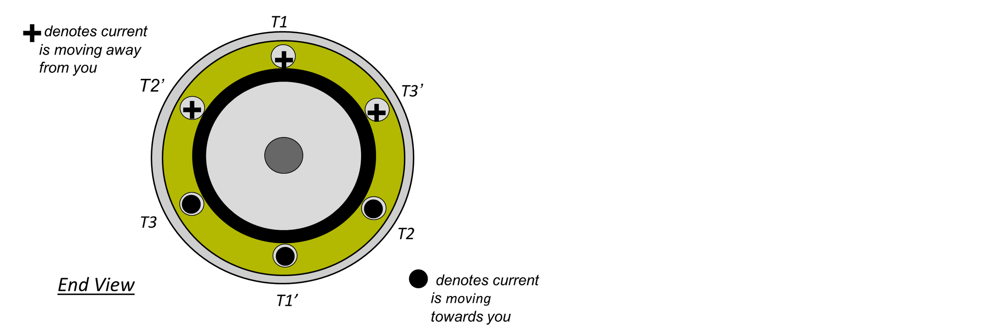 T1
denotes current
is moving away
from you
T2’
T3’
T3
T2
End View
T1’
denotes current
is moving
towards you